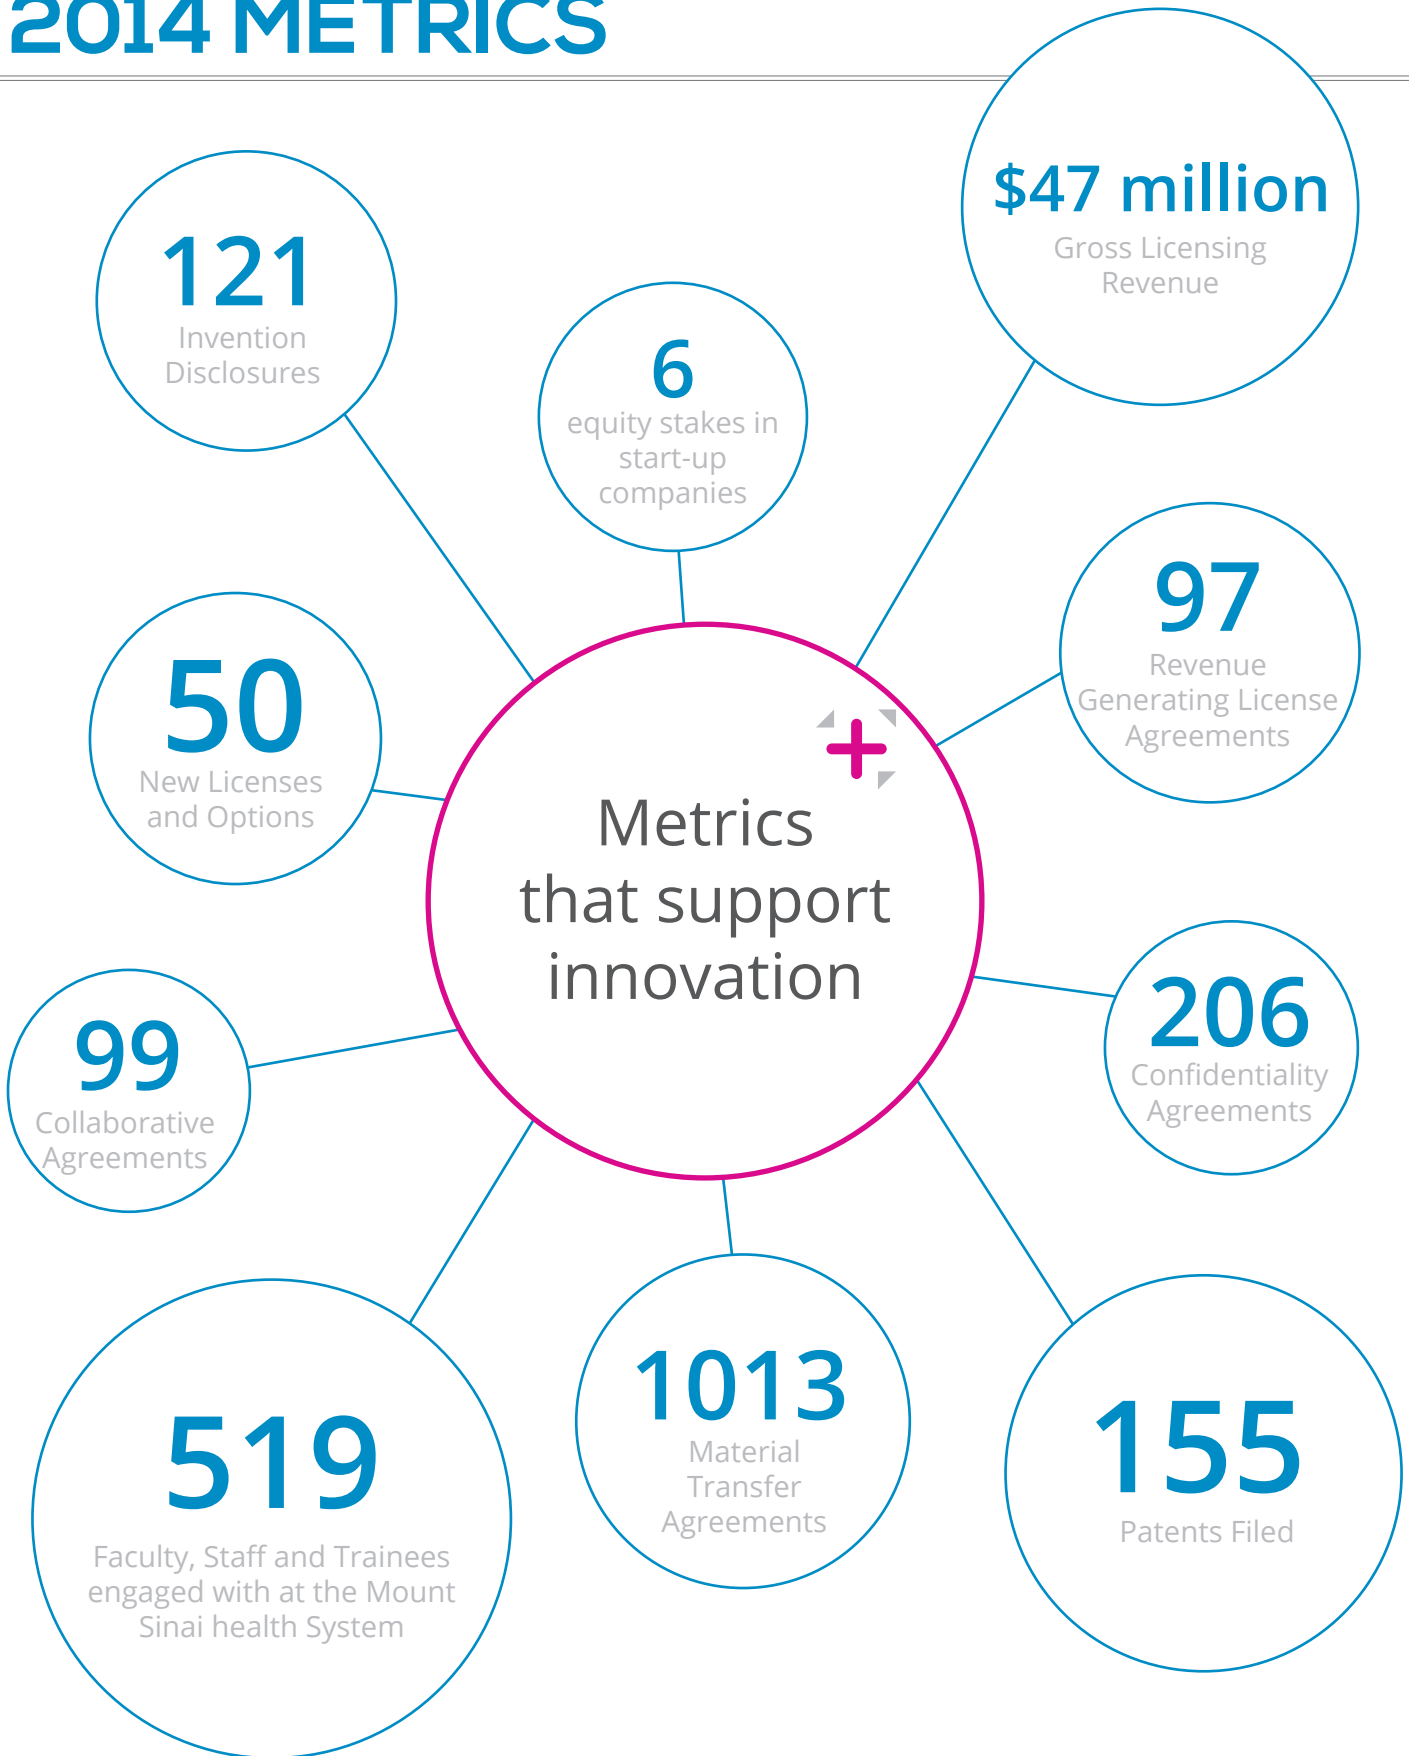 2014 METRICS
$47 million
Gross Licensing
Revenue
121
Invention
Disclosures
6
equity stakes in
start-up
companies
97
Revenue
Generating License
Agreements
50
New Licenses
and Options
Metrics
that support
innovation
206
Confidentiality
Agreements
99
Collaborative
Agreements
519
Faculty, Staff and Trainees
engaged with at the Mount
Sinai health System
1013
Material
Transfer
Agreements
155
Patents Filed